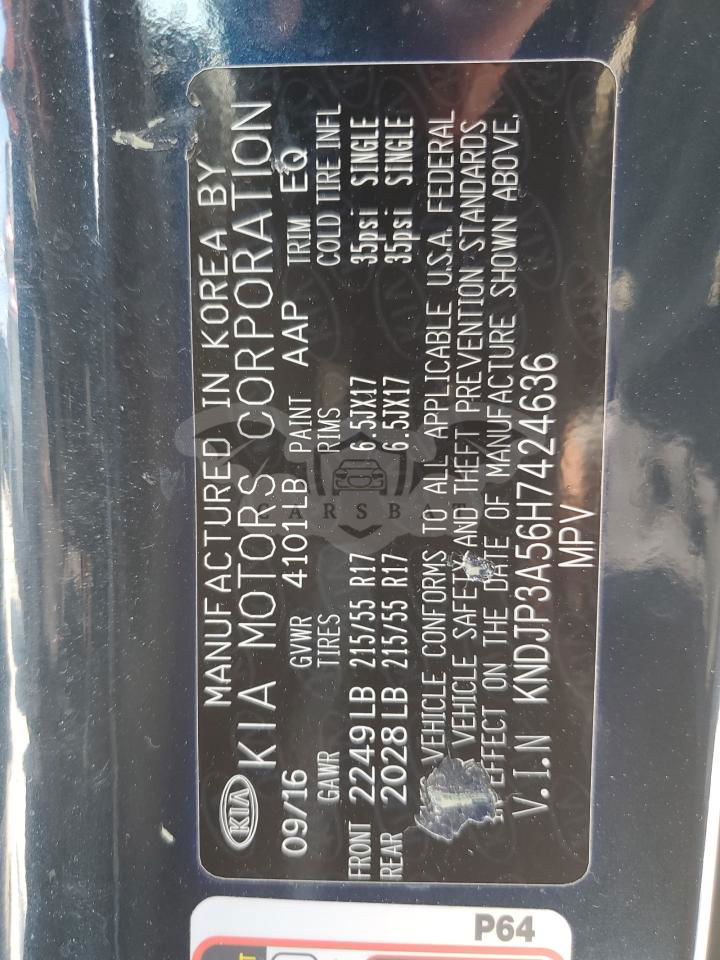 MANUFACTURED IN KOREA BY
KIA KIA MOTORS CORPORATION
09/16 GVWR 4101LB PAINT AAP TRIM EQ
GAWR TIRES RIMS COLD TIRE INFL
FRONT 2249LB 215/55 R17 6.5JX17 35psi SINGLE
REAR 2028LB 215/55 R17 6.5JX17 35psi SINGLE
VEHICLE CONFORMS TO ALL APPLICABLE U.S.A. FEDERAL
VEHICLE SAFETY AND THEFT PREVENTION STANDARDS
EFFECT ON THE DATE OF MANUFACTURE SHOWN ABOVE.
V.I.N KNDJP3A56H7424636
MPV
CARSBAT
P64